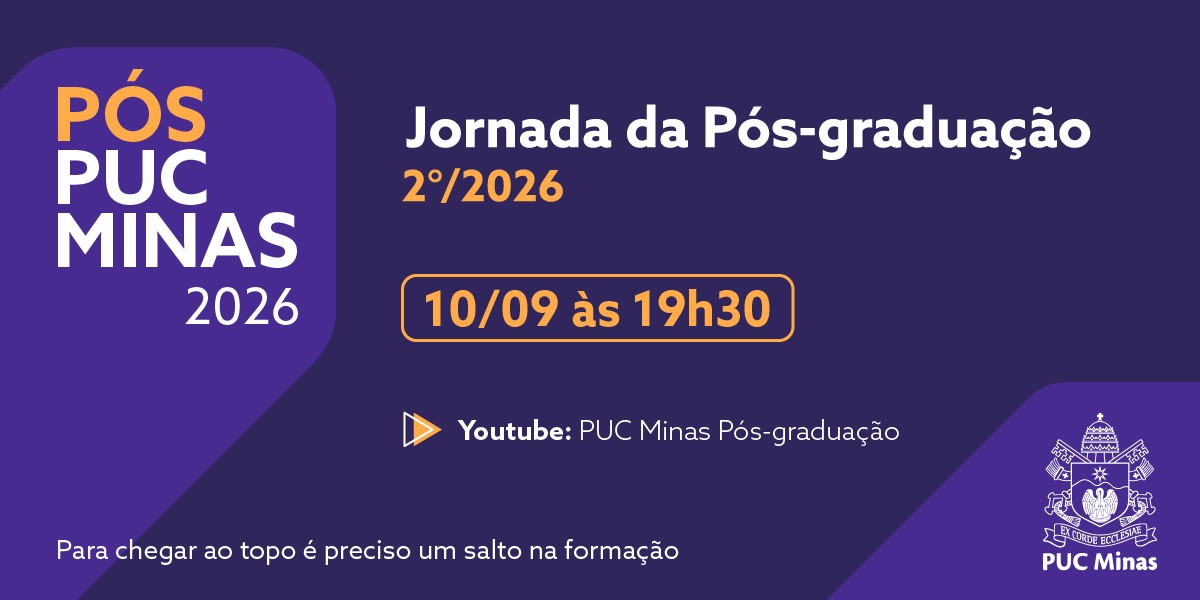 PÓS
PUC
MINAS
2026
Jornada da Pós-graduação
2º/2026
10/09 às 19h30
Youtube: PUC Minas Pós-graduação
Para chegar ao topo é preciso um salto na formação
EX CORDE ECCLESIAE
PUC Minas